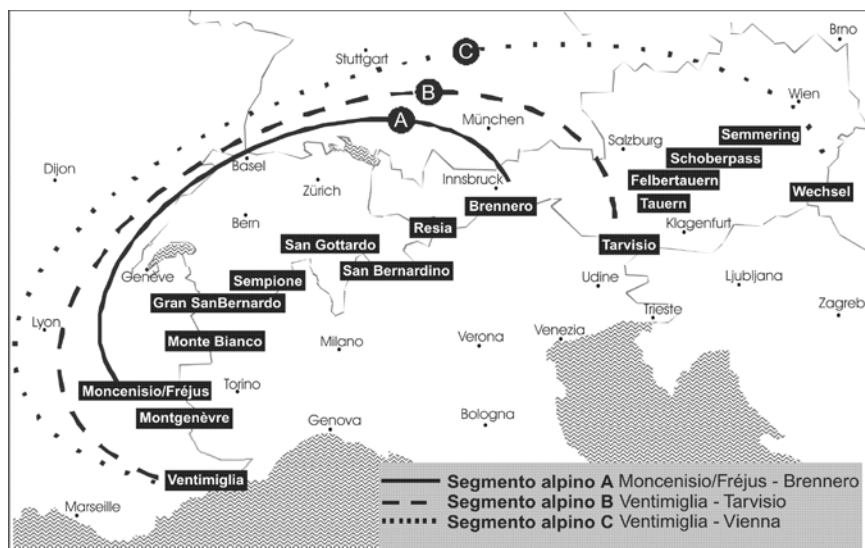 Brno
C
Stuttgart
Wien
B
München
A
Salzburg
Semmering
Basel
Schoberpass
Dijon
Zürich
Innsbruck
Felbertauern
Wechsel
Brennero
Tauern
Bern
Resia
Klagenfurt
San Gottardo
Tarvisio
San Bernardino
Genève
Sempione
Udine
Ljubljana
Gran SanBernardo
Trieste
Zagreb
Lyon
Monte Bianco
Milano
Verona
Venezia
Moncenisio/Fréjus
Torino
Montgenèvre
Genova
Bologna
Ventimiglia
Marseille
Segmento alpino A Moncenisio/Fréjus - Brennero
Segmento alpino B Ventimiglia - Tarvisio
Segmento alpino C Ventimiglia - Vienna